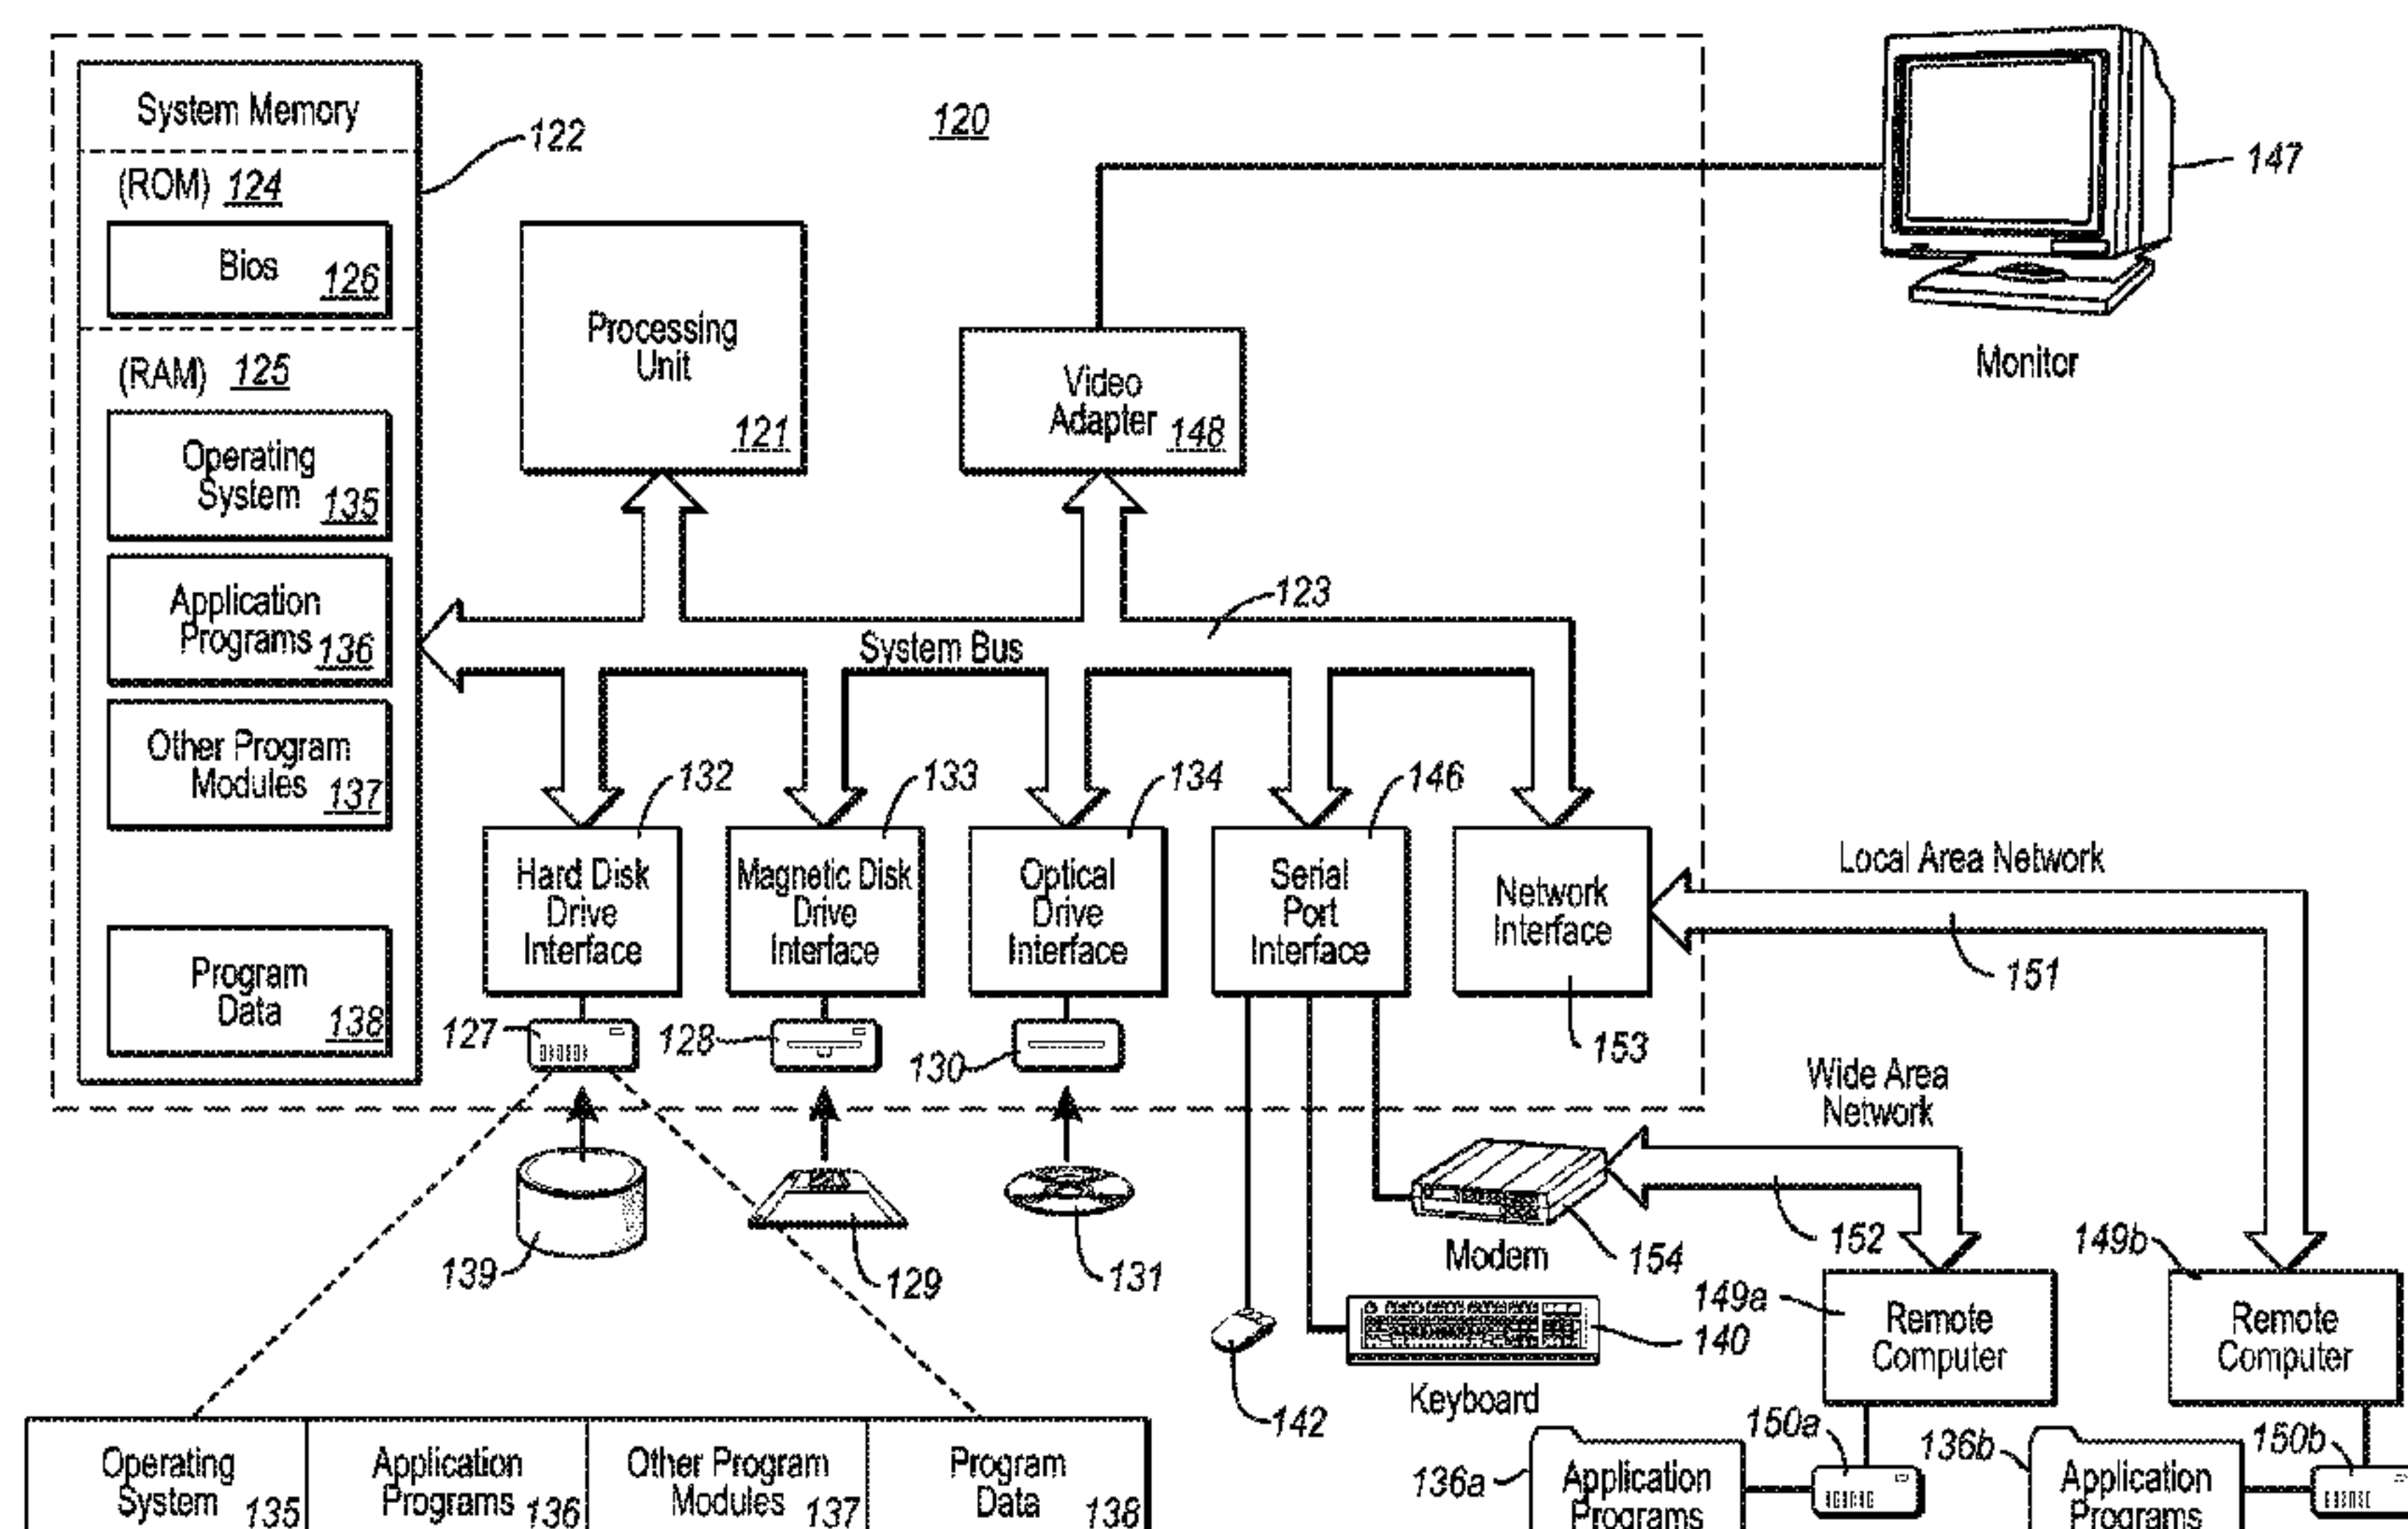 System Memory
122
120
147
(ROM) 124
Bios
126
Processing
Unit
121
Video
Adapter 148
Monitor
(RAM) 125
Operating
System 135
Application
Programs 136
Other Program
Modules 137
Program
Data 138
System Bus
123
132
133
134
146
Hard Disk
Drive
Interface
Magnetic Disk
Drive
Interface
Optical
Drive
Interface
Serial
Port
Interface
Network
Interface
153
Local Area Network
151
127
128
130
Wide Area
Network
152
139
129
131
Modem
154
149a
149b
Remote
Computer
Remote
Computer
142
140
Keyboard
Operating
System 135
Application
Programs 136
Other Program
Modules 137
Program
Data 138
136a
Application
Programs
150a
136b
Application
Programs
150b